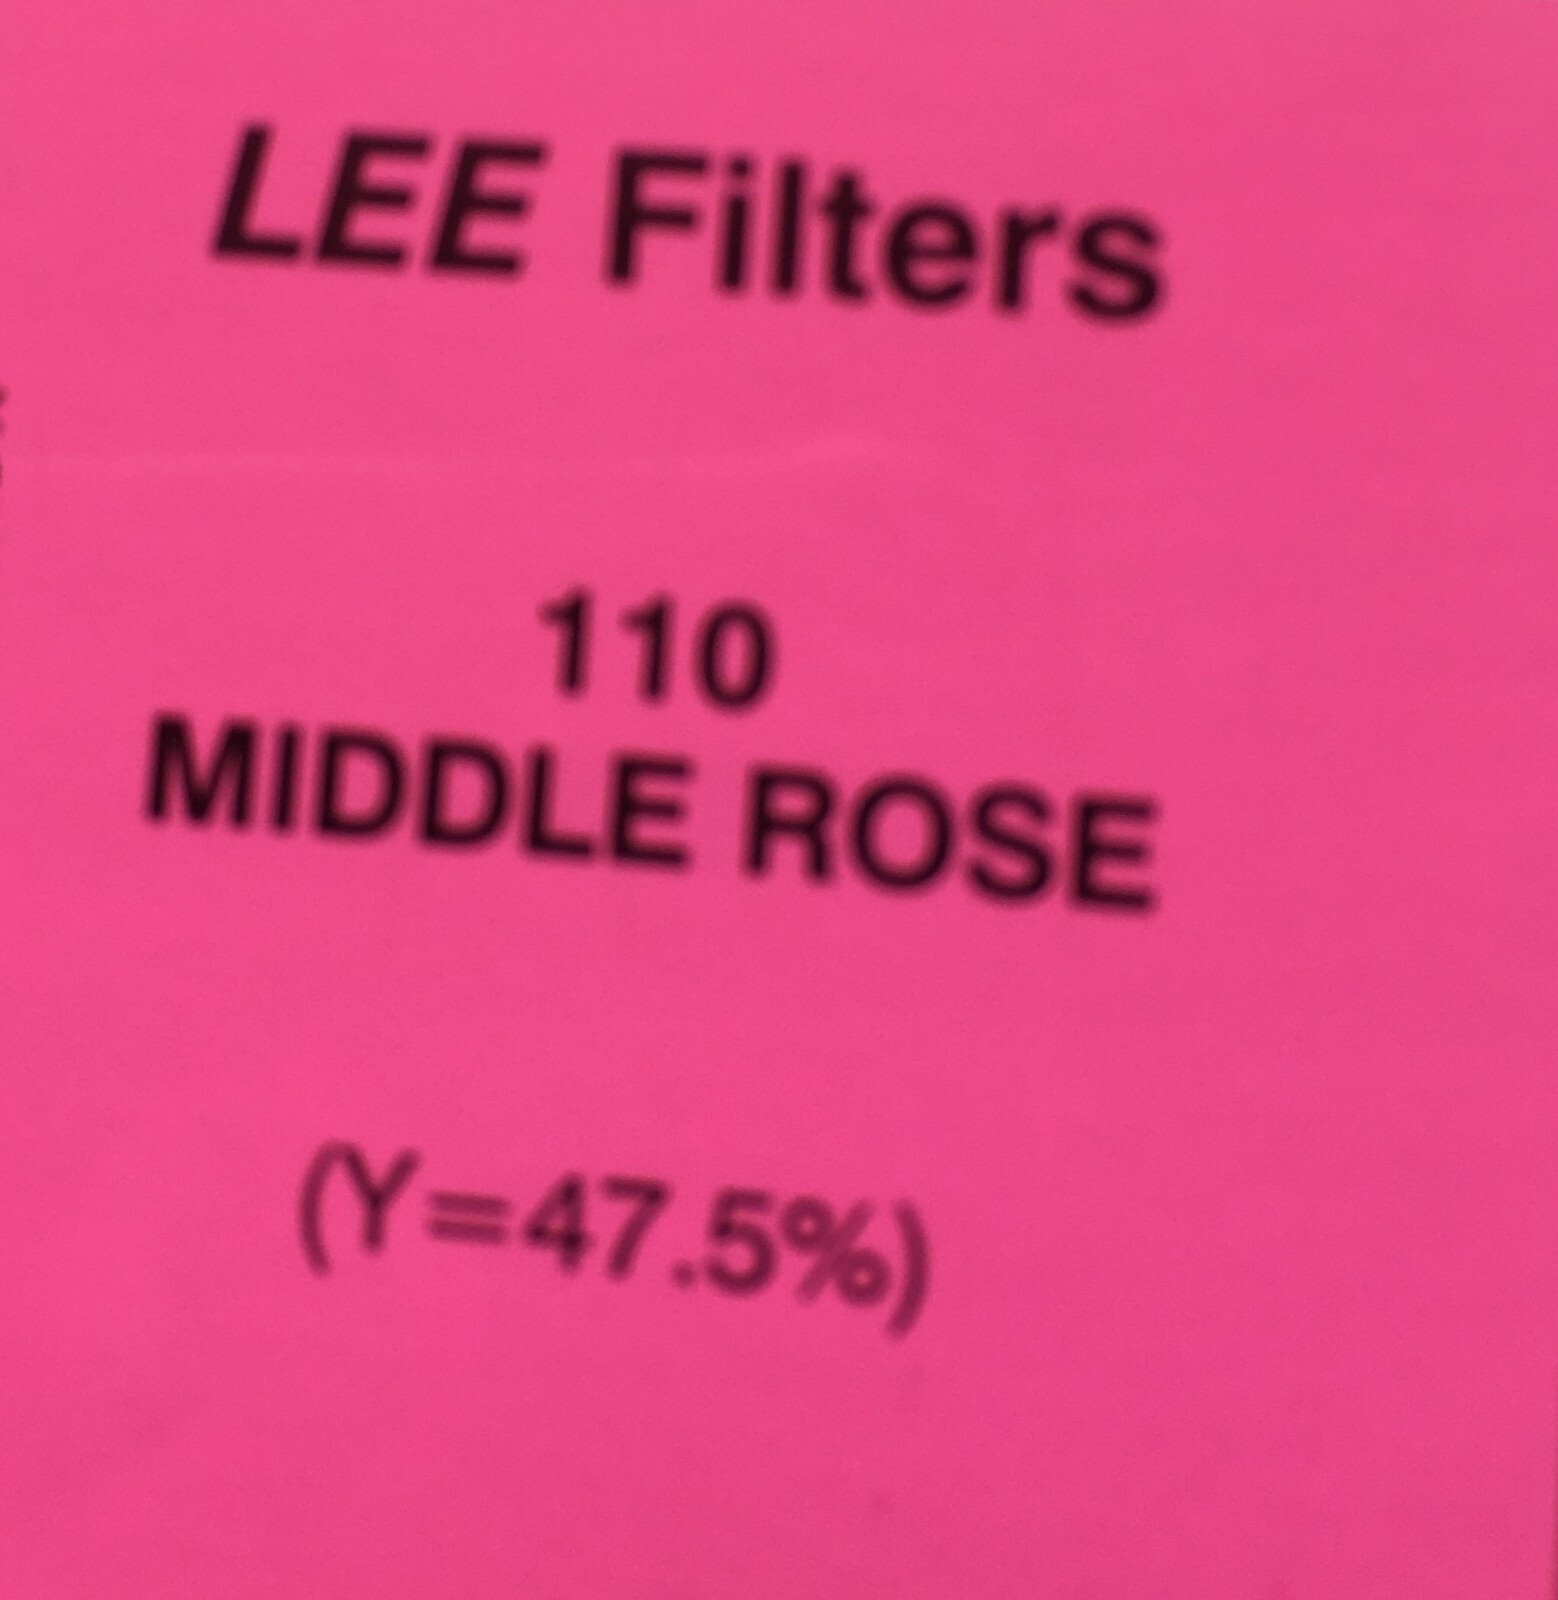 LEE Filters
110
MIDDLE ROSE
(Y=47.5%)